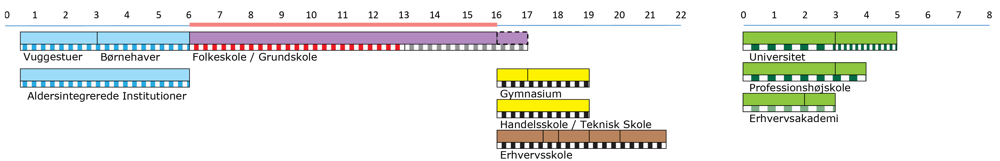 0 1 2 3 4 5 6 7 8 9 10 11 12 13 14 15 16 17 18 19 20 21 22
0 1 2 3 4 5 6 7 8
Vuggestuer Børnehaver Folkeskole / Grundskole
Aldersintegrerede Institutioner
Gymnasium
Handelsskole / Teknisk Skole
Erhvervsskole
Universitet
Professionshøjskole
Erhvervsakademi